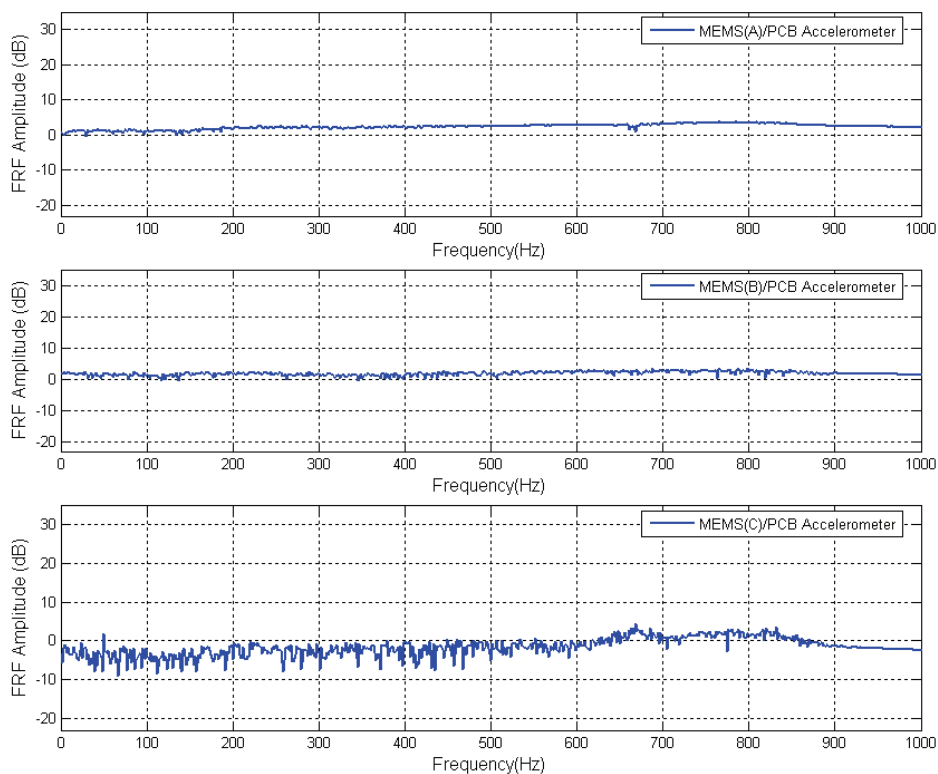 MEMS(A)/PCB Accelerometer
FRF Amplitude (dB)
30
20
10
0
-10
-20
0 100 200 300 400 500 600 700 800 900 1000
Frequency(Hz)
MEMS(B)/PCB Accelerometer
FRF Amplitude (dB)
30
20
10
0
-10
-20
0 100 200 300 400 500 600 700 800 900 1000
Frequency(Hz)
MEMS(C)/PCB Accelerometer
FRF Amplitude (dB)
30
20
10
0
-10
-20
0 100 200 300 400 500 600 700 800 900 1000
Frequency(Hz)